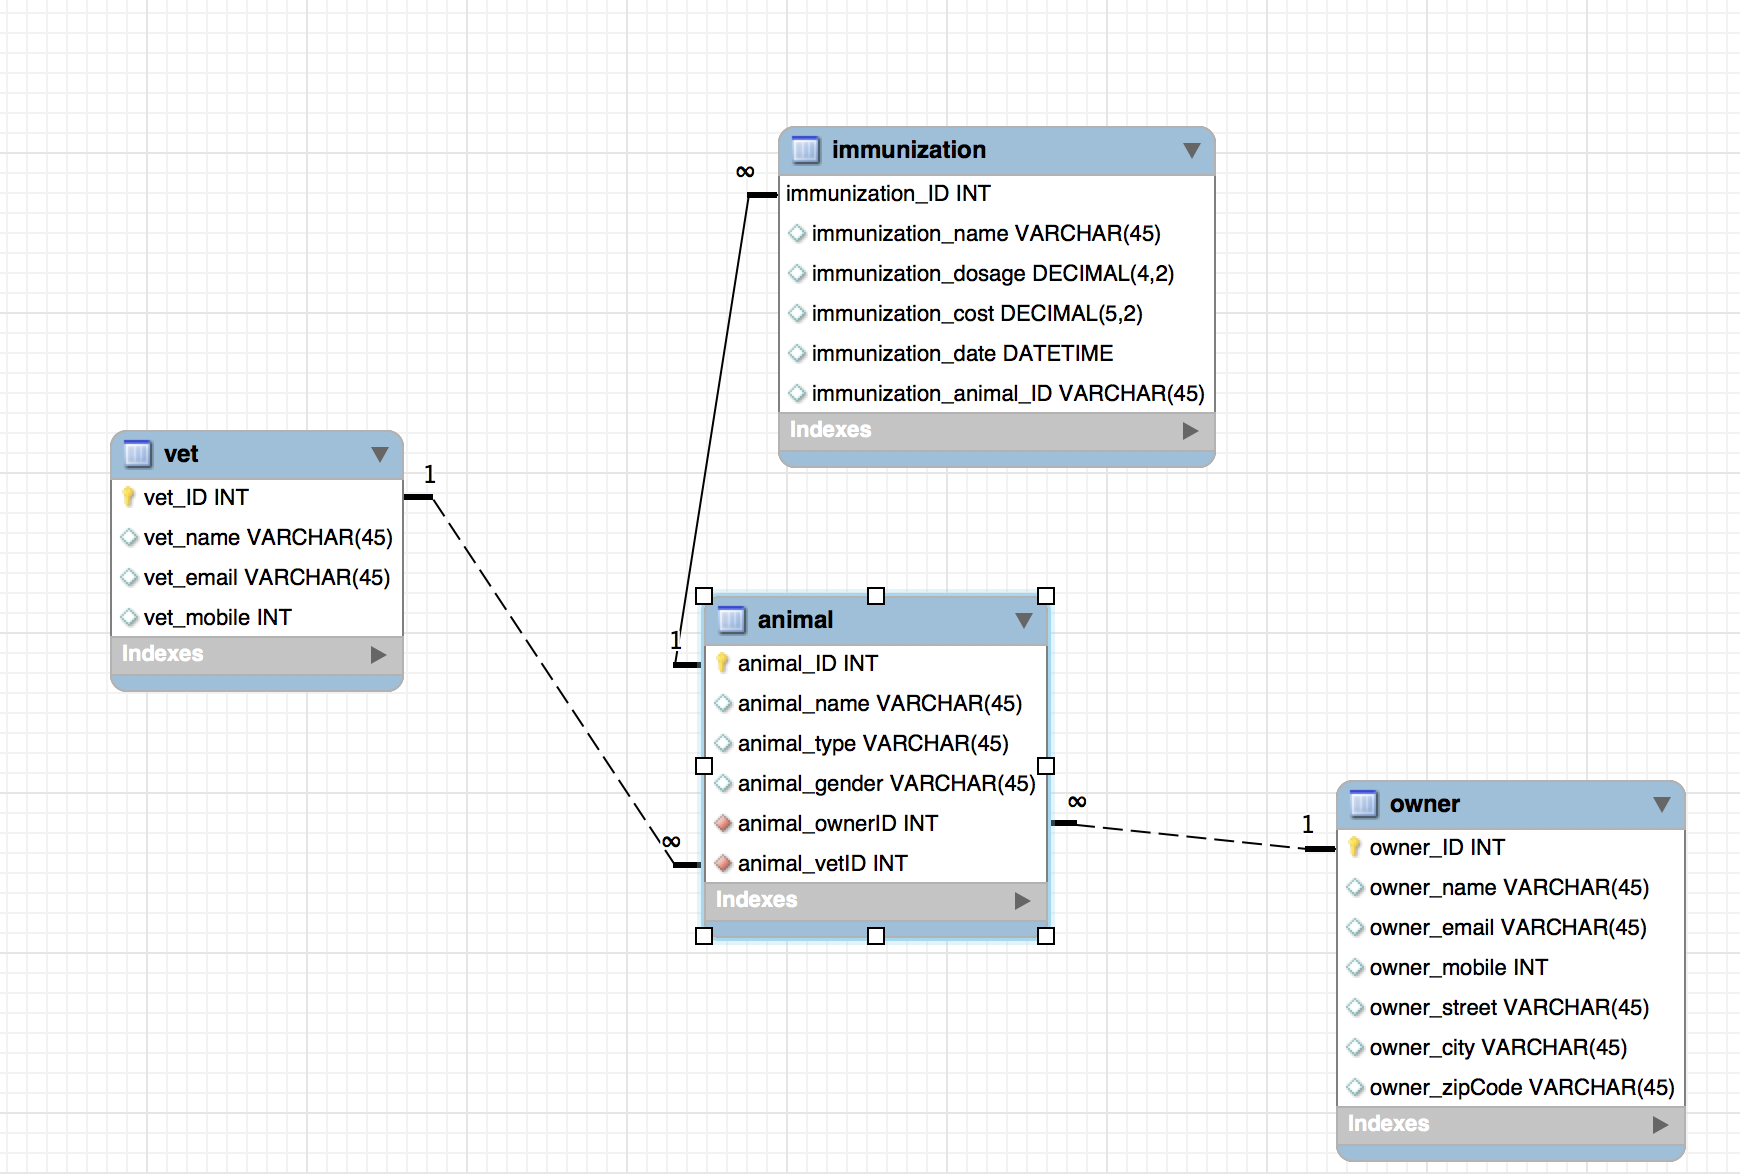 immunization
∞
immunization_ID INT
immunization_name VARCHAR(45)
immunization_dosage DECIMAL(4,2)
immunization_cost DECIMAL(5,2)
immunization_date DATETIME
immunization_animal_ID VARCHAR(45)
Indexes
vet
1
vet_ID INT
vet_name VARCHAR(45)
vet_email VARCHAR(45)
vet_mobile INT
Indexes
animal
1
animal_ID INT
animal_name VARCHAR(45)
animal_type VARCHAR(45)
animal_gender VARCHAR(45)
animal_ownerID INT
∞
∞
animal_vetID INT
Indexes
owner
1
owner_ID INT
owner_name VARCHAR(45)
owner_email VARCHAR(45)
owner_mobile INT
owner_street VARCHAR(45)
owner_city VARCHAR(45)
owner_zipCode VARCHAR(45)
Indexes